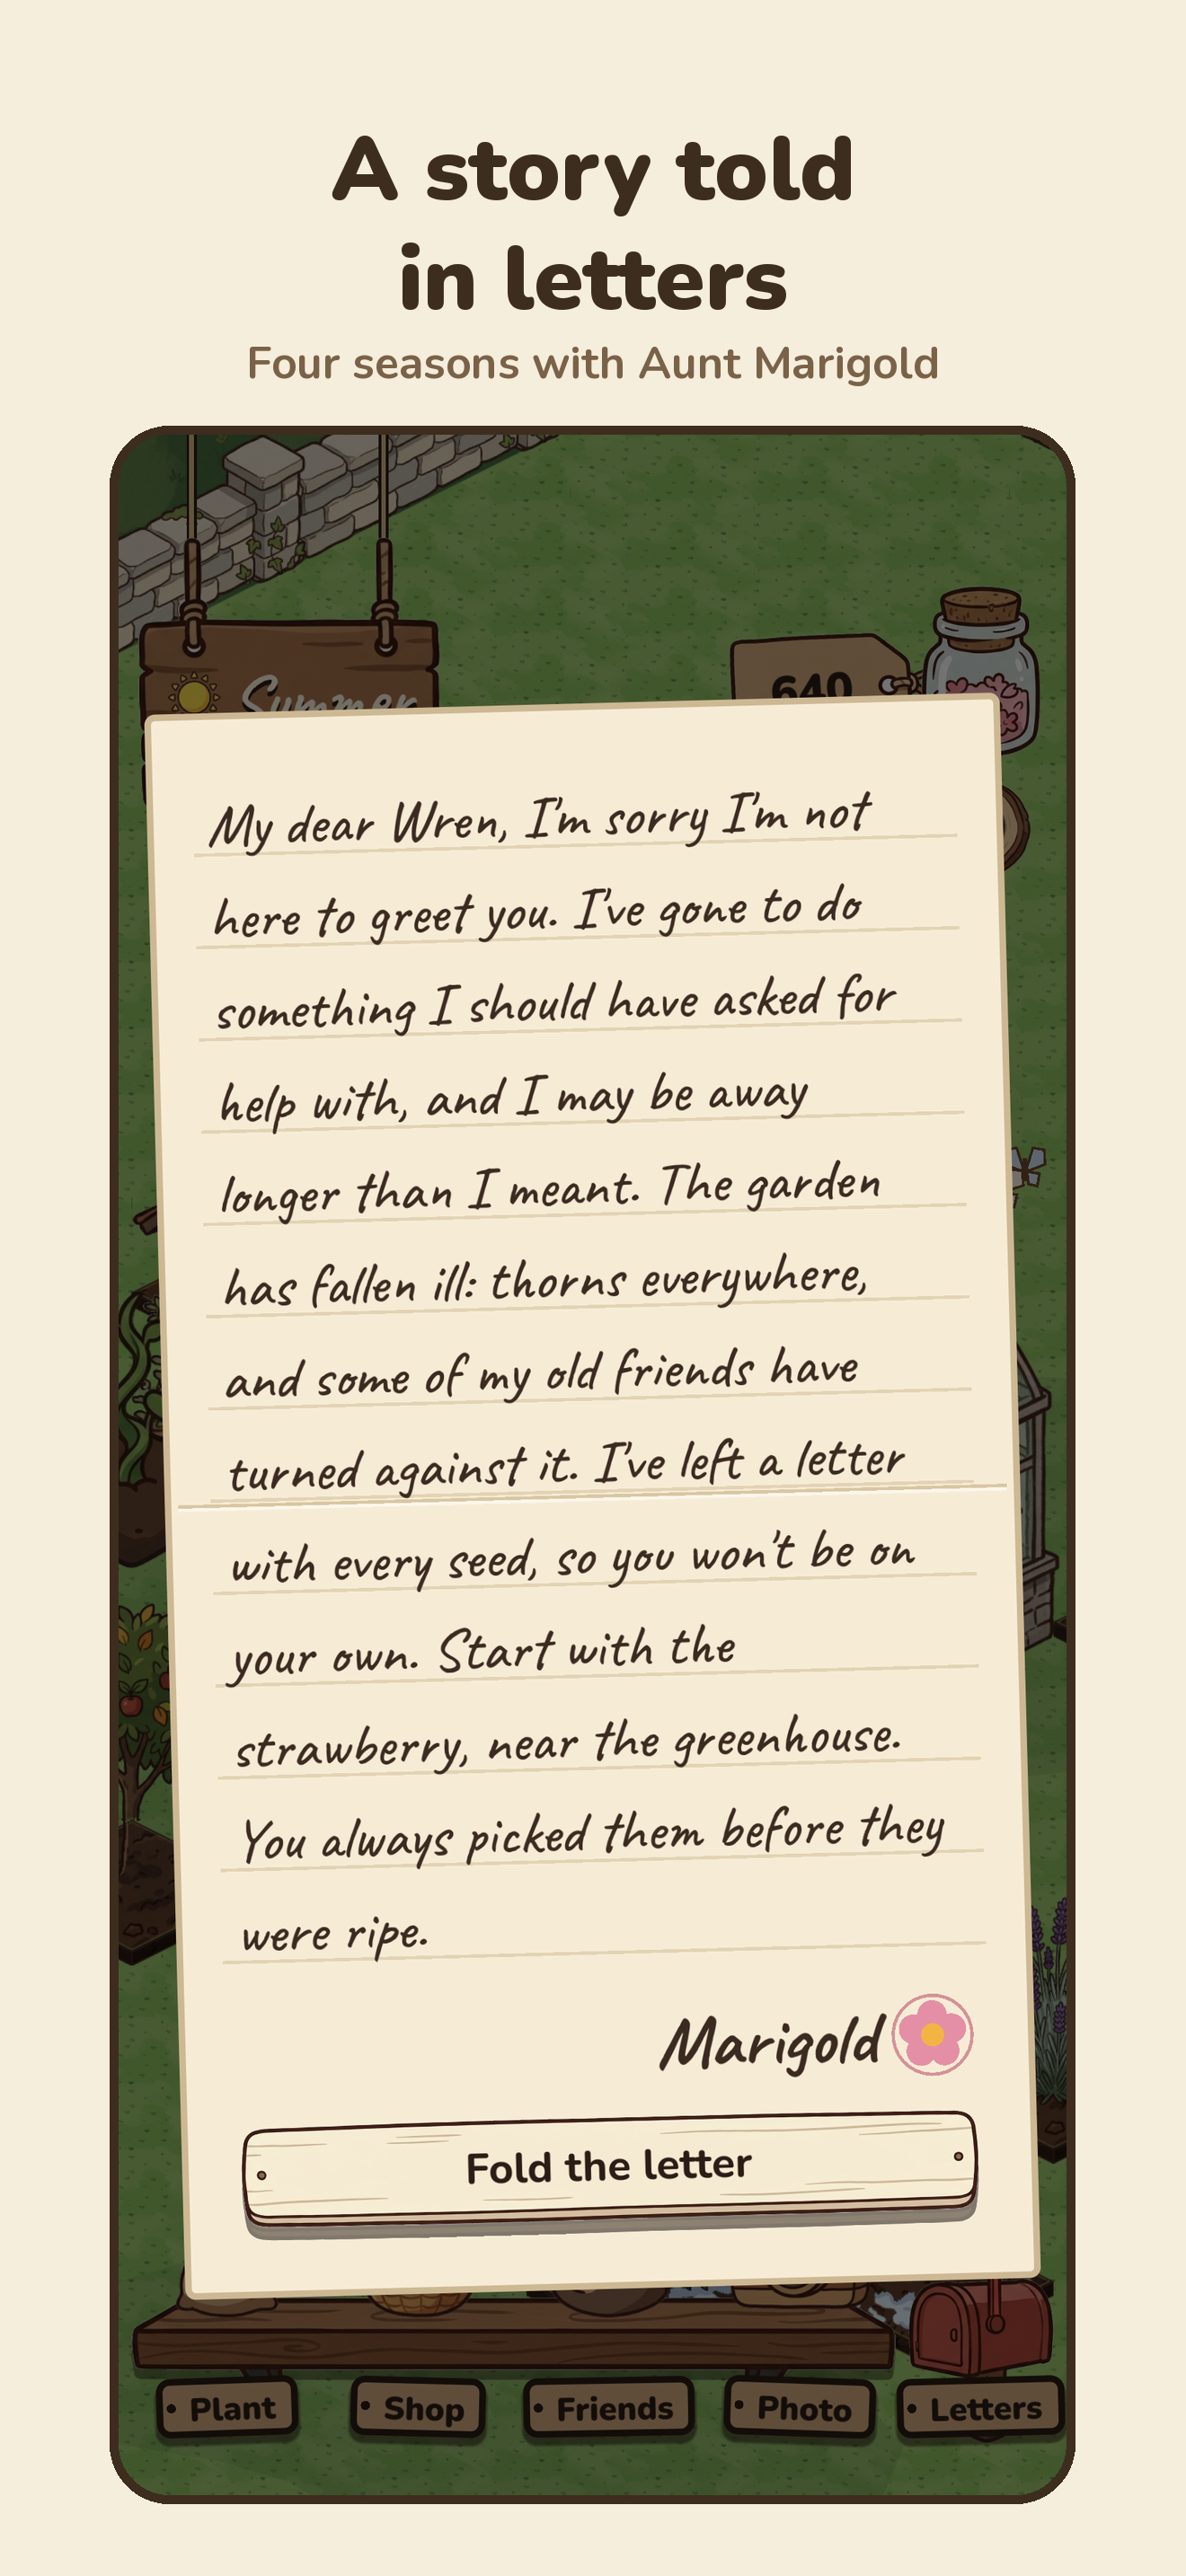 A story told
in letters
Four seasons with Aunt Marigold
Summer
640
My dear Wren, I'm sorry I'm not
here to greet you. I've gone to do
something I should have asked for
help with, and I may be away
longer than I meant. The garden
has fallen ill: thorns everywhere,
and some of my old friends have
turned against it. I've left a letter
with every seed, so you won't be on
your own. Start with the
strawberry, near the greenhouse.
You always picked them before they
were ripe.
Marigold
Fold the letter
Plant
Shop
Friends
Photo
Letters